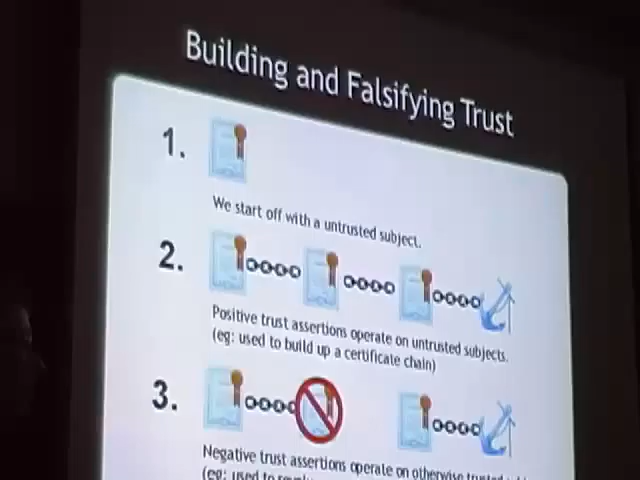 Building and Falsifying Trust
1.
We start off with a untrusted subject.
2.
Positive trust assertions operate on untrusted subjects.
(eg: used to build up a certificate chain)
3.
Negative trust assertions operate on otherwise trusted
(eg: used to